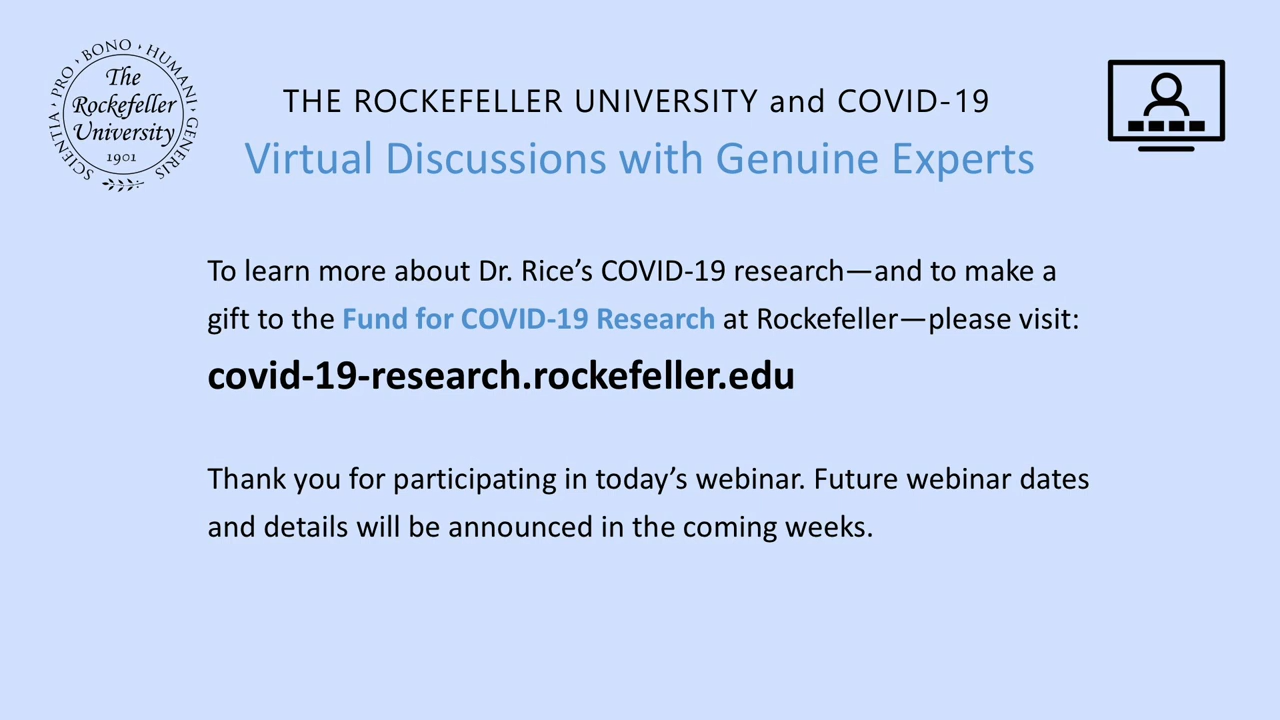 SCIENTIA · PRO · BONO · HUMANI · GENERIS
The
Rockefeller
University
1901
THE ROCKEFELLER UNIVERSITY and COVID-19
Virtual Discussions with Genuine Experts
To learn more about Dr. Rice’s COVID-19 research—and to make a
gift to the Fund for COVID-19 Research at Rockefeller—please visit:
covid-19-research.rockefeller.edu
Thank you for participating in today’s webinar. Future webinar dates
and details will be announced in the coming weeks.